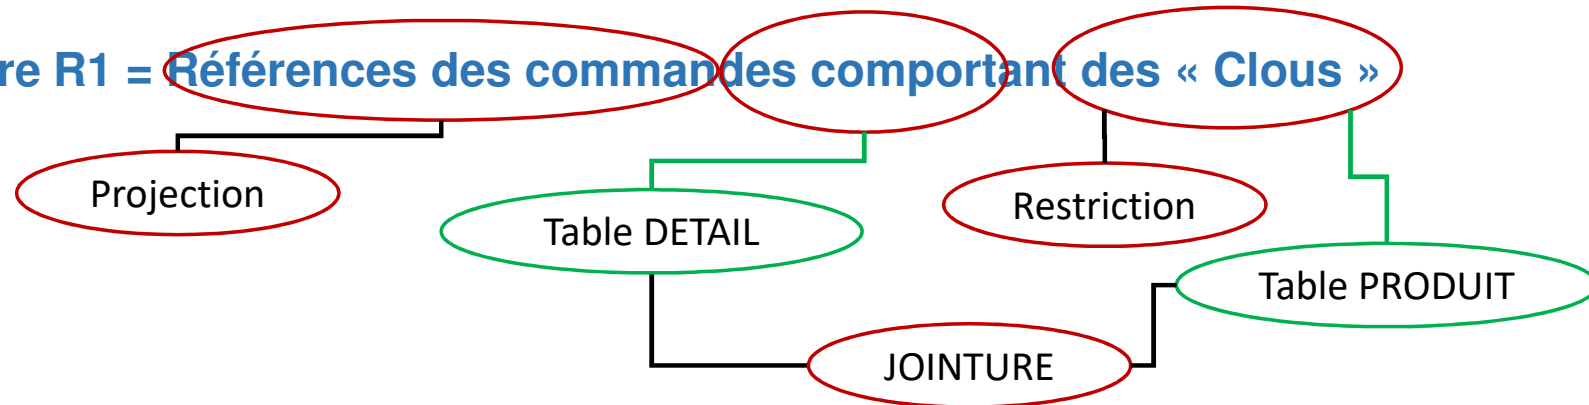 re R1 = Références des commandes comportant des « Clous »
Projection
Restriction
Table DETAIL
Table PRODUIT
JOINTURE